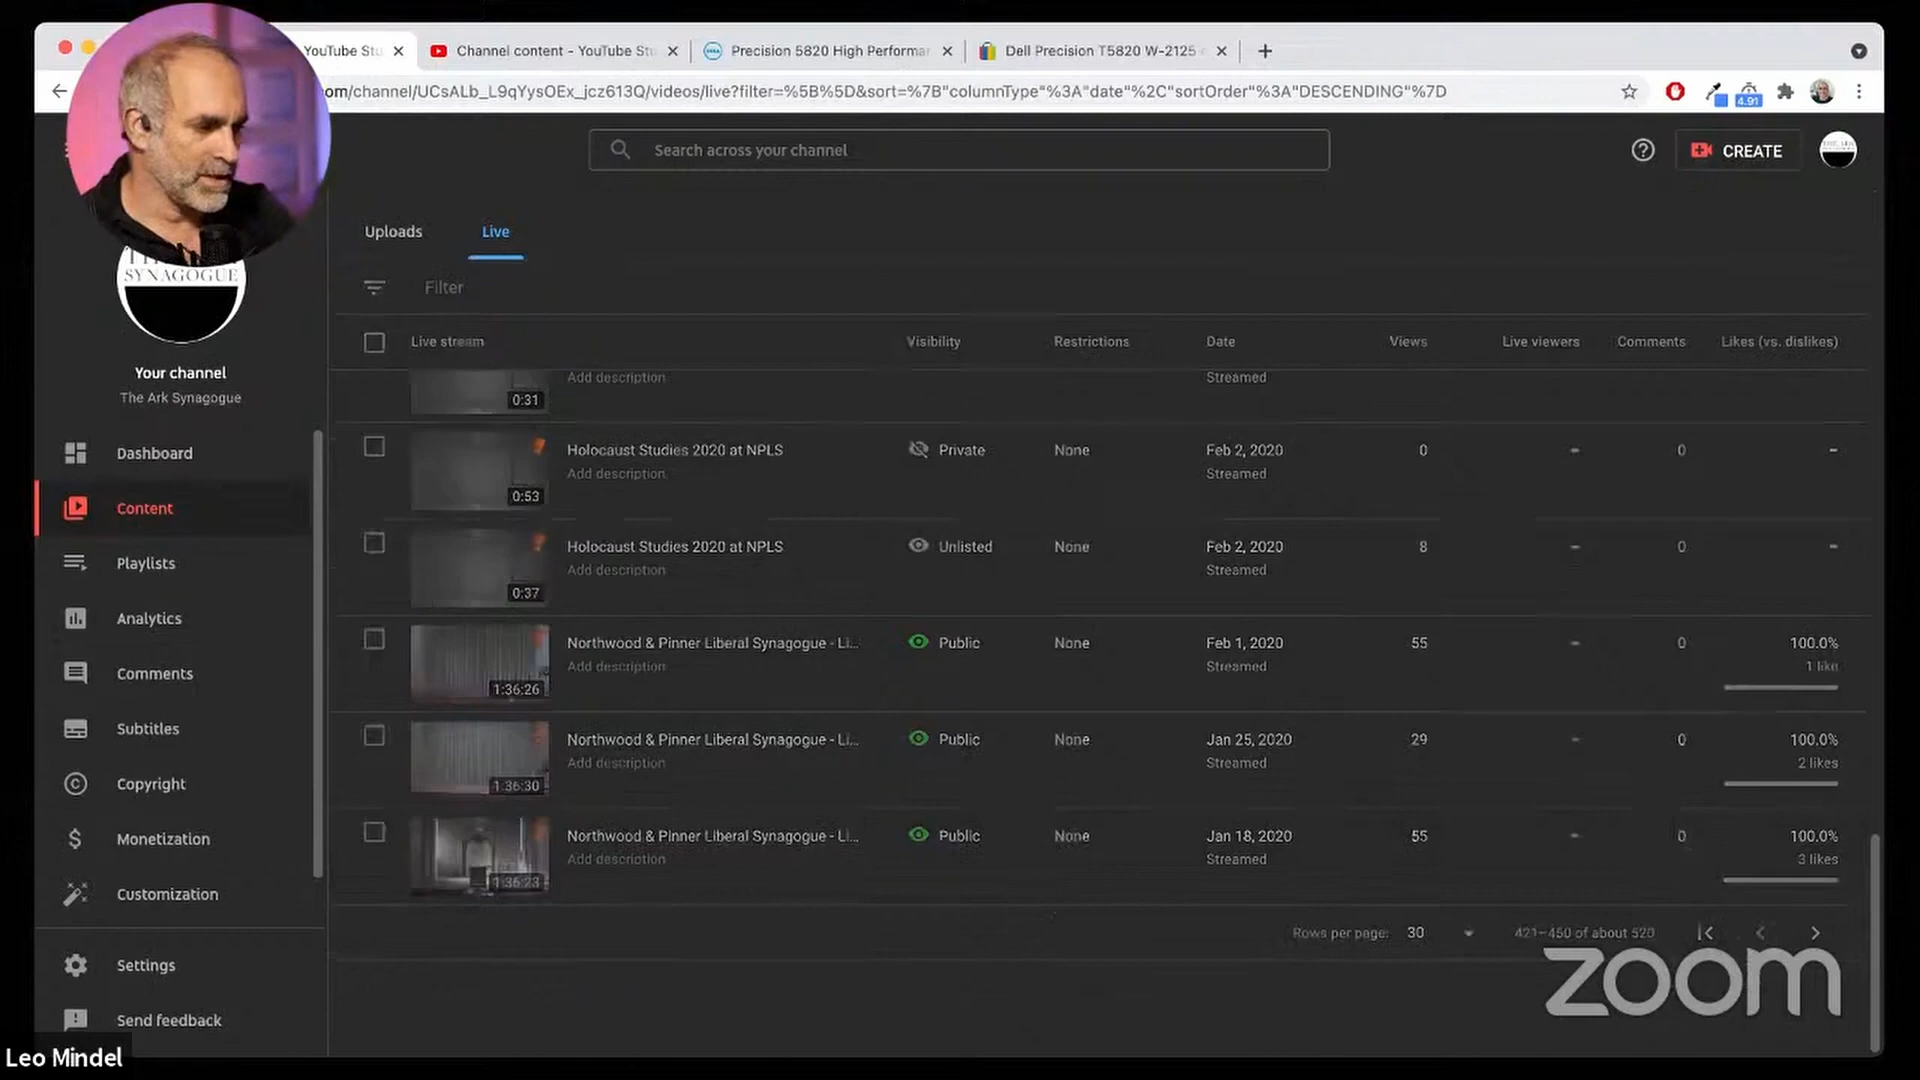 YouTube Stu
Channel content - YouTube Stu
Precision 5820 High Performan
Dell Precision T5820 W-2125
om/channel/UCsALb_L9qYysOEx_jcz613Q/videos/live?filter=%5B%5D&sort=%7B"columnType"%3A"date"%2C"sortOrder"%3A"DESCENDING"%7D
4.91
Search across your channel
CREATE
SYNAGOGUE
Your channel
The Ark Synagogue
Dashboard
Content
Playlists
Analytics
Comments
Subtitles
Copyright
Monetization
Customization
Settings
Send feedback
Uploads Live
Filter
Live stream Visibility Restrictions Date Views Live viewers Comments Likes (vs. dislikes)
Add description Streamed
0:31
Holocaust Studies 2020 at NPLS Private None Feb 2, 2020 0 – 0 –
Add description Streamed
0:53
Holocaust Studies 2020 at NPLS Unlisted None Feb 2, 2020 8 – 0 –
Add description Streamed
0:37
Northwood & Pinner Liberal Synagogue - Li... Public None Feb 1, 2020 55 – 0 100.0%
Add description Streamed 1 like
1:36:26
Northwood & Pinner Liberal Synagogue - Li... Public None Jan 25, 2020 29 – 0 100.0%
Add description Streamed 2 likes
1:36:30
Northwood & Pinner Liberal Synagogue - Li... Public None Jan 18, 2020 55 – 0 100.0%
Add description Streamed 3 likes
1:36:23
Rows per page: 30 421–450 of about 520
zoom
Leo Mindel